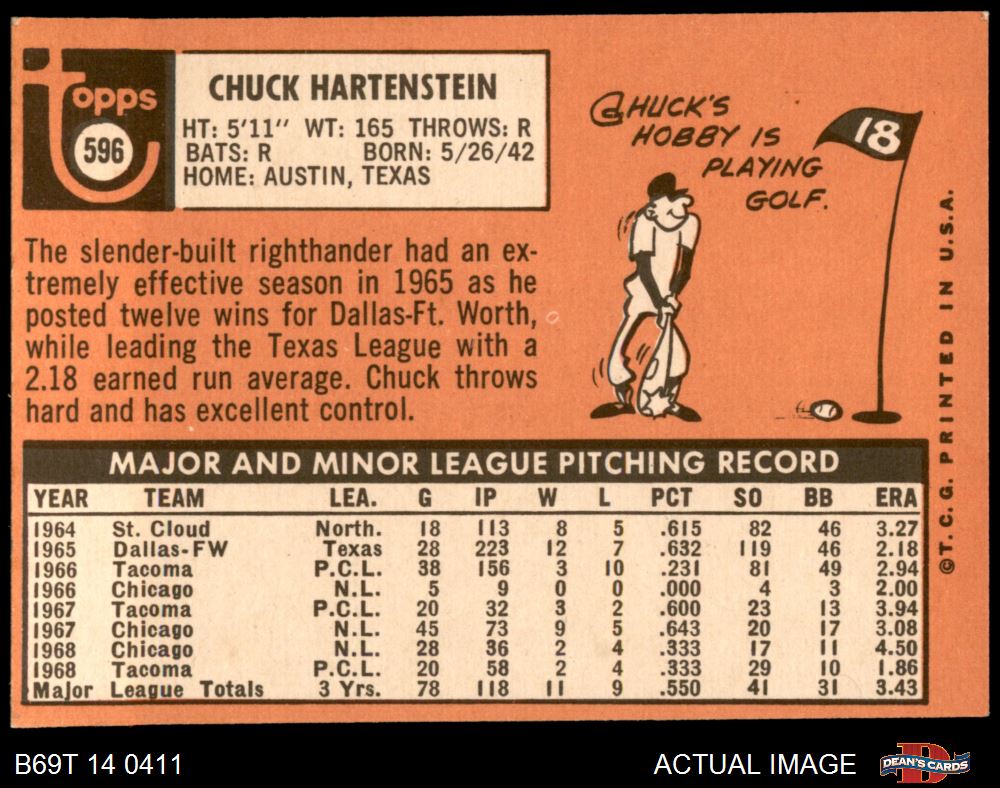 Topps
596
CHUCK HARTENSTEIN
HT: 5'11" WT: 165 THROWS: R
BATS: R BORN: 5/26/42
HOME: AUSTIN, TEXAS
The slender-built righthander had an ex-
tremely effective season in 1965 as he
posted twelve wins for Dallas-Ft. Worth,
while leading the Texas League with a
2.18 earned run average. Chuck throws
hard and has excellent control.
CHUCK'S
HOBBY IS
PLAYING
GOLF.
18
©T. C. G. PRINTED IN U.S.A.
MAJOR AND MINOR LEAGUE PITCHING RECORD
YEAR TEAM LEA. G IP W L PCT SO BB ERA
1964 St. Cloud North. 18 113 8 5 .615 82 46 3.27
1965 Dallas-FW Texas 28 223 12 7 .632 119 46 2.18
1966 Tacoma P.C.L. 38 156 3 10 .231 81 49 2.94
1966 Chicago N.L. 5 9 0 0 .000 4 3 2.00
1967 Tacoma P.C.L. 20 32 3 2 .600 23 13 3.94
1967 Chicago N.L. 45 73 9 5 .643 20 17 3.08
1968 Chicago N.L. 28 36 2 4 .333 17 11 4.50
1968 Tacoma P.C.L. 20 58 2 4 .333 29 10 1.86
Major League Totals 3 Yrs. 78 118 11 9 .550 41 31 3.43
B69T 14 0411
ACTUAL IMAGE
D
DEAN'S CARDS